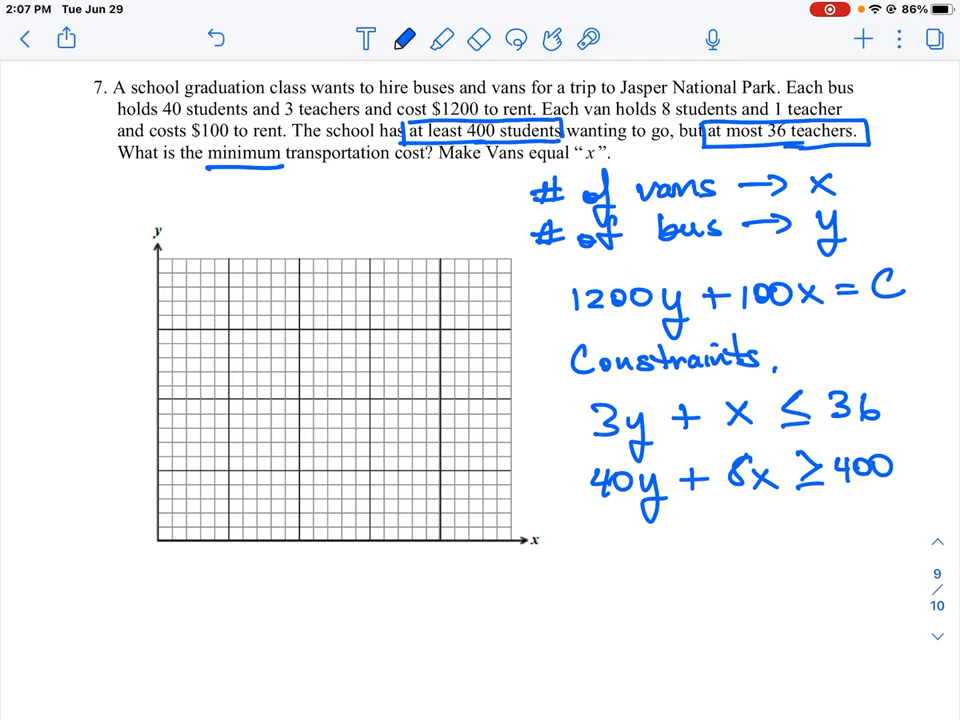 2:07 PM Tue Jun 29
86%
T
7. A school graduation class wants to hire buses and vans for a trip to Jasper National Park. Each bus
holds 40 students and 3 teachers and cost $1200 to rent. Each van holds 8 students and 1 teacher
and costs $100 to rent. The school has at least 400 students wanting to go, but at most 36 teachers.
What is the minimum transportation cost? Make Vans equal “x”.
# of vans → x
# of bus → y
y
1200y + 100x = C
Constraints.
3y + x ≤ 36
40y + 8x ≥ 400
x
9
/
10